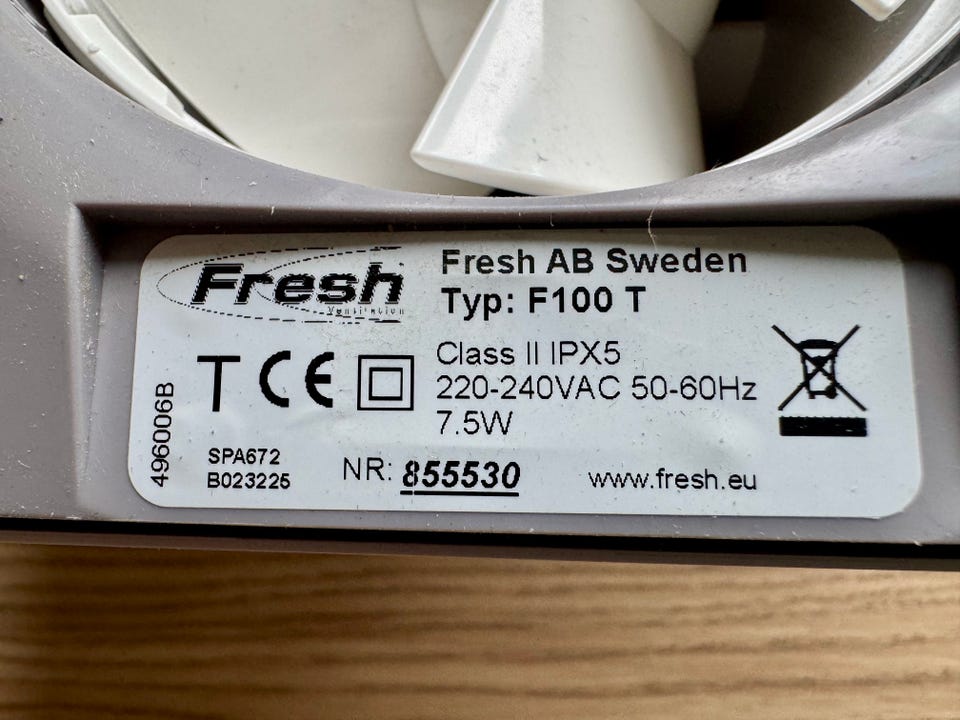 Fresh
Ventilation
Fresh AB Sweden
Typ: F100 T
T CE
Class II IPX5
220-240VAC 50-60Hz
7.5W
496006B
SPA672
B023225
NR: 855530
www.fresh.eu